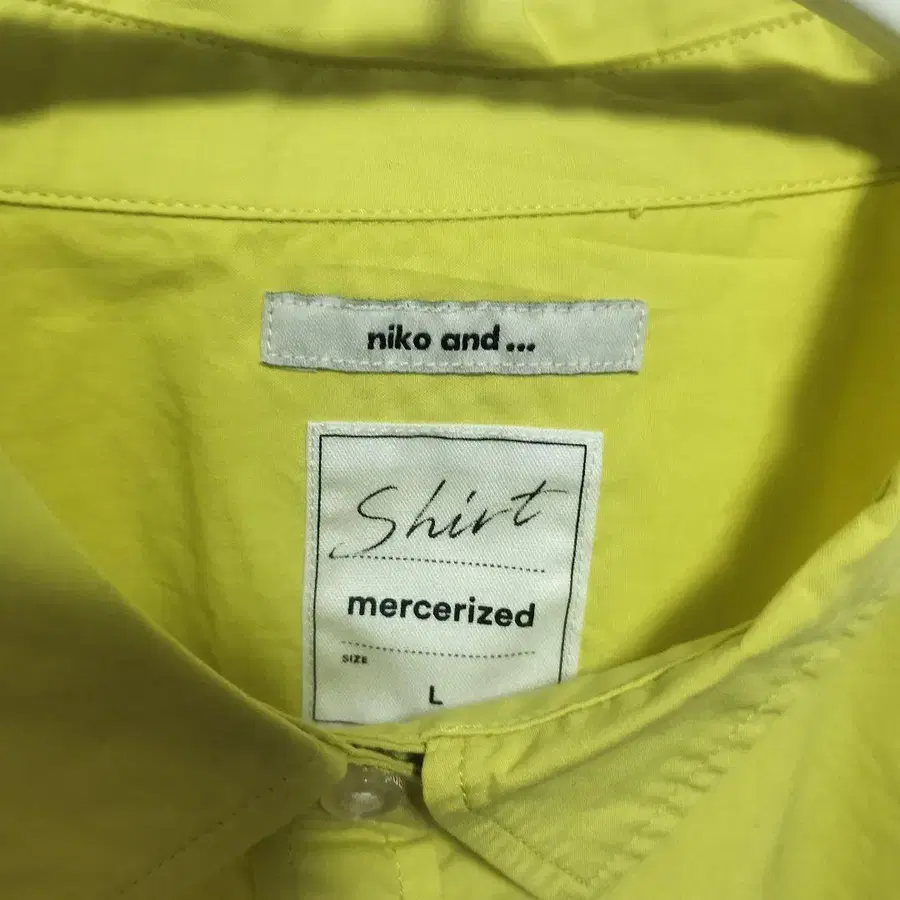 niko and ...
Shirt
mercerized
SIZE
L